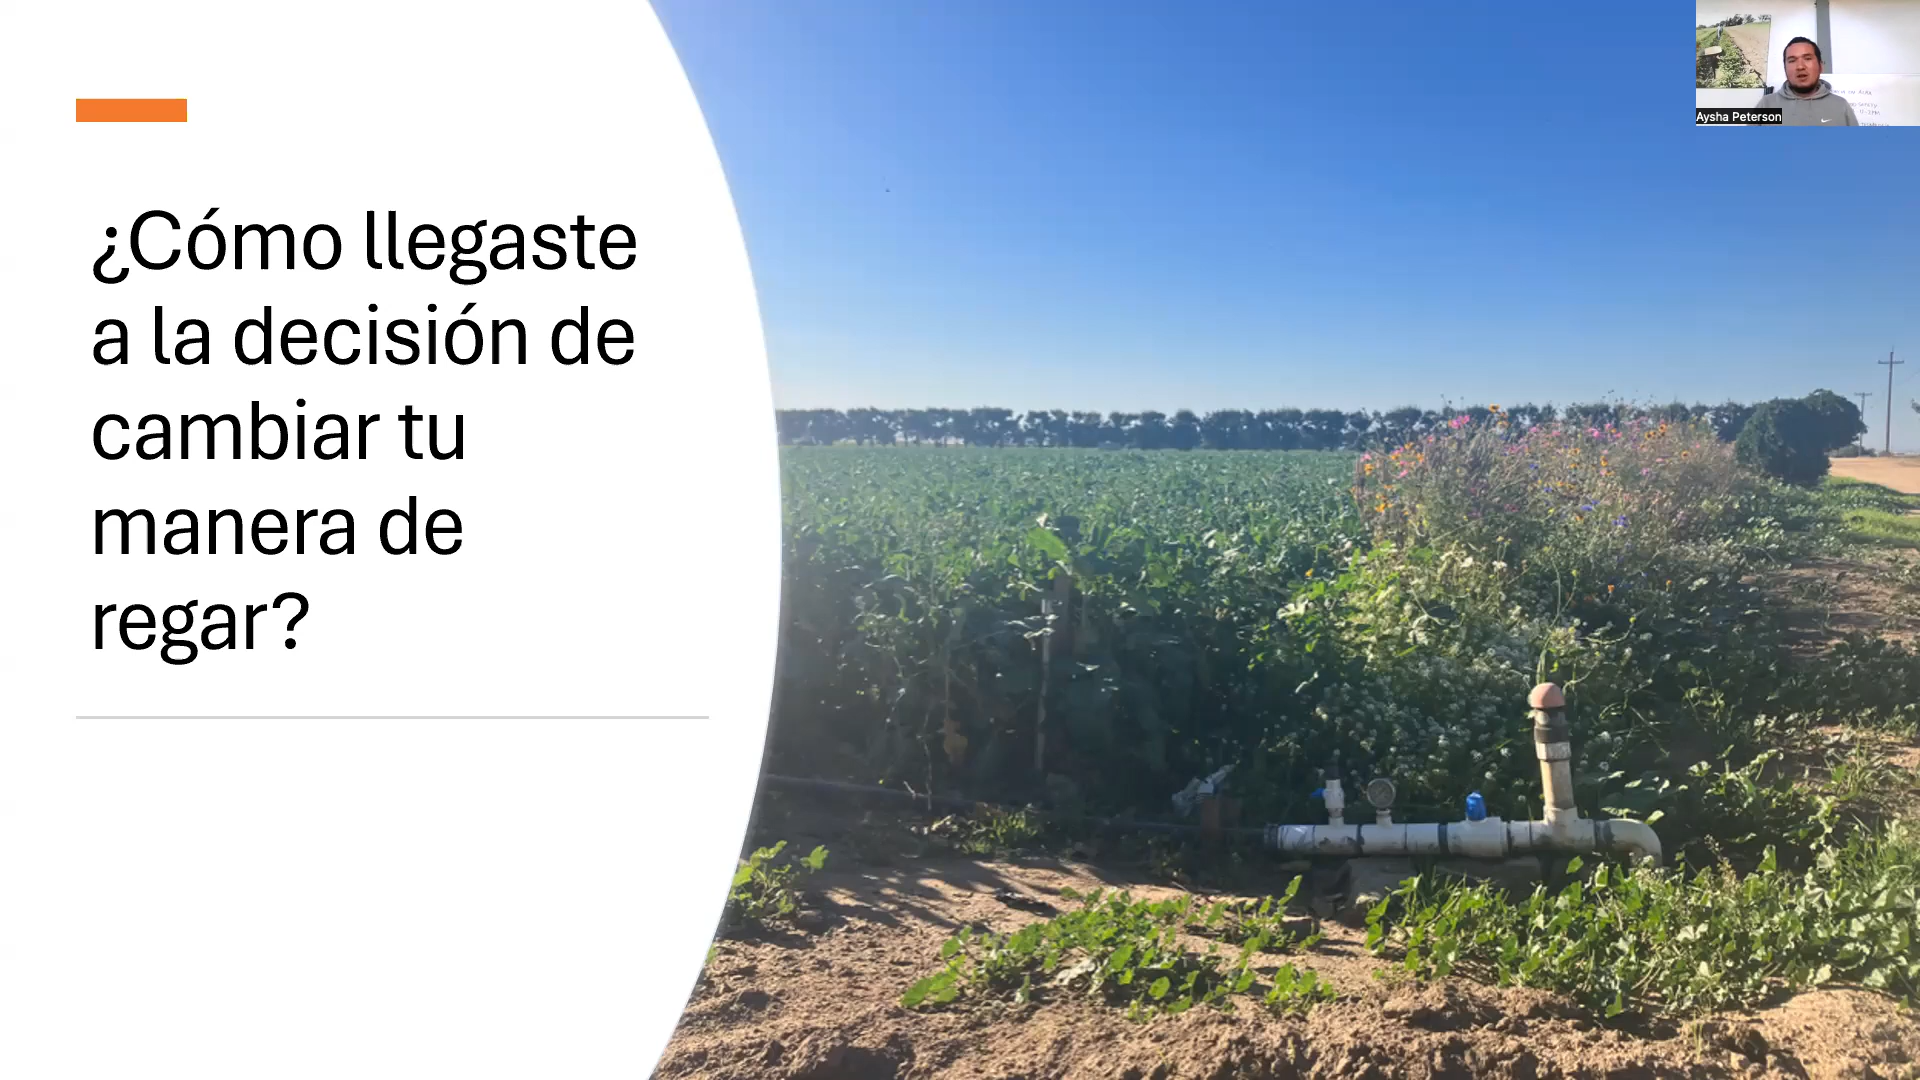 ¿Cómo llegaste
a la decisión de
cambiar tu
manera de
regar?
Aysha Peterson